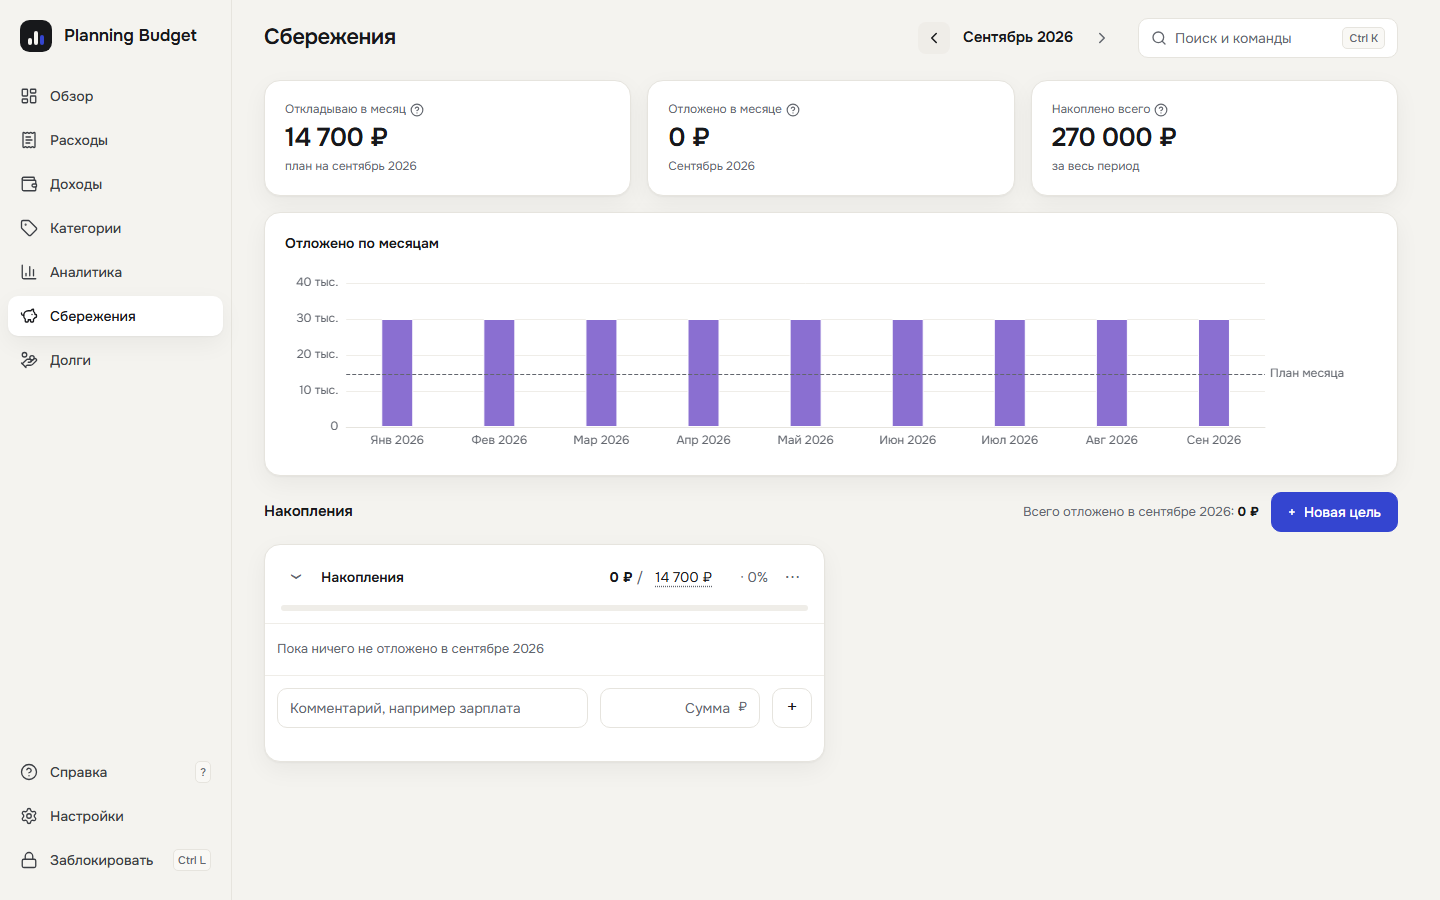 Planning Budget
Обзор
Расходы
Доходы
Категории
Аналитика
Сбережения
Долги
Справка ?
Настройки
Заблокировать Ctrl L
Сбережения
Сентябрь 2026
Поиск и команды Ctrl K
Откладываю в месяц ?
14 700 ₽
план на сентябрь 2026
Отложено в месяце ?
0 ₽
Сентябрь 2026
Накоплено всего ?
270 000 ₽
за весь период
Отложено по месяцам
40 тыс.
30 тыс.
20 тыс.
10 тыс.
0
План месяца
Янв 2026 Фев 2026 Мар 2026 Апр 2026 Май 2026 Июн 2026 Июл 2026 Авг 2026 Сен 2026
Накопления
Всего отложено в сентябре 2026: 0 ₽
+ Новая цель
Накопления 0 ₽ / 14 700 ₽ · 0% ···
Пока ничего не отложено в сентябре 2026
Комментарий, например зарплата Сумма ₽ +